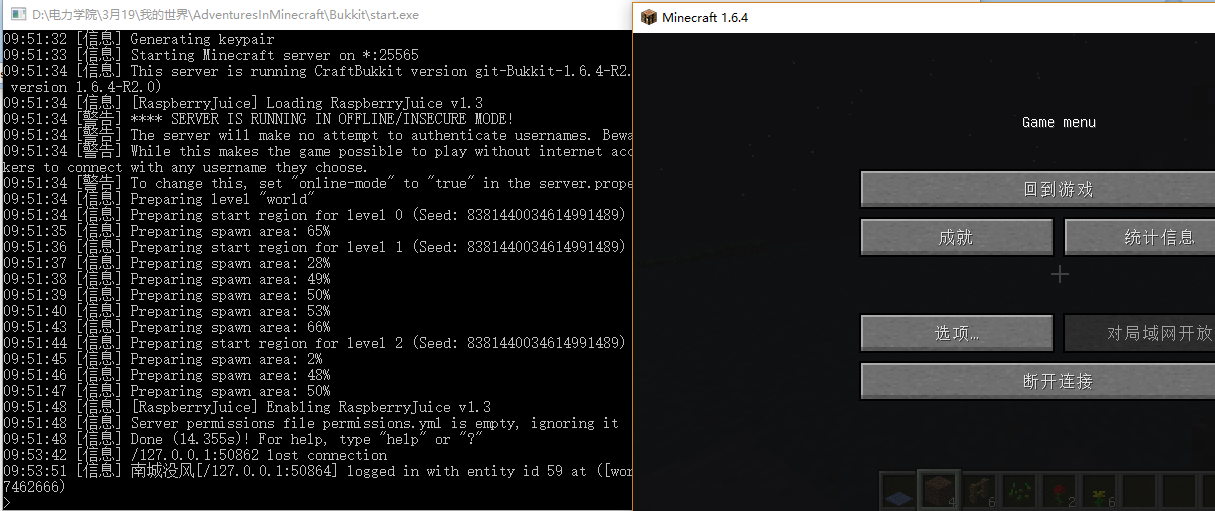 D:\电力学院\3月19\我的世界\AdventuresInMinecraft\Bukkit\start.exe
09:51:32 [信息] Generating keypair
09:51:33 [信息] Starting Minecraft server on *:25565
09:51:34 [信息] This server is running CraftBukkit version git-Bukkit-1.6.4-R2.
version 1.6.4-R2.0)
09:51:34 [信息] [RaspberryJuice] Loading RaspberryJuice v1.3
09:51:34 [警告] **** SERVER IS RUNNING IN OFFLINE/INSECURE MODE!
09:51:34 [警告] The server will make no attempt to authenticate usernames. Bewa
09:51:34 [警告] While this makes the game possible to play without internet acc
kers to connect with any username they choose.
09:51:34 [警告] To change this, set "online-mode" to "true" in the server.prope
09:51:34 [信息] Preparing level "world"
09:51:34 [信息] Preparing start region for level 0 (Seed: 8381440034614991489)
09:51:35 [信息] Preparing spawn area: 65%
09:51:36 [信息] Preparing start region for level 1 (Seed: 8381440034614991489)
09:51:37 [信息] Preparing spawn area: 28%
09:51:38 [信息] Preparing spawn area: 49%
09:51:39 [信息] Preparing spawn area: 50%
09:51:40 [信息] Preparing spawn area: 53%
09:51:43 [信息] Preparing spawn area: 66%
09:51:44 [信息] Preparing start region for level 2 (Seed: 8381440034614991489)
09:51:45 [信息] Preparing spawn area: 2%
09:51:46 [信息] Preparing spawn area: 48%
09:51:47 [信息] Preparing spawn area: 50%
09:51:48 [信息] [RaspberryJuice] Enabling RaspberryJuice v1.3
09:51:48 [信息] Server permissions file permissions.yml is empty, ignoring it
09:51:48 [信息] Done (14.355s)! For help, type "help" or "?"
09:53:42 [信息] /127.0.0.1:50862 lost connection
09:53:51 [信息] 南城没风[/127.0.0.1:50864] logged in with entity id 59 at ([wor
7462666)
>
Minecraft 1.6.4
Game menu
回到游戏
成就
统计信息
选项...
对局域网开放
断开连接
4
6
2
6